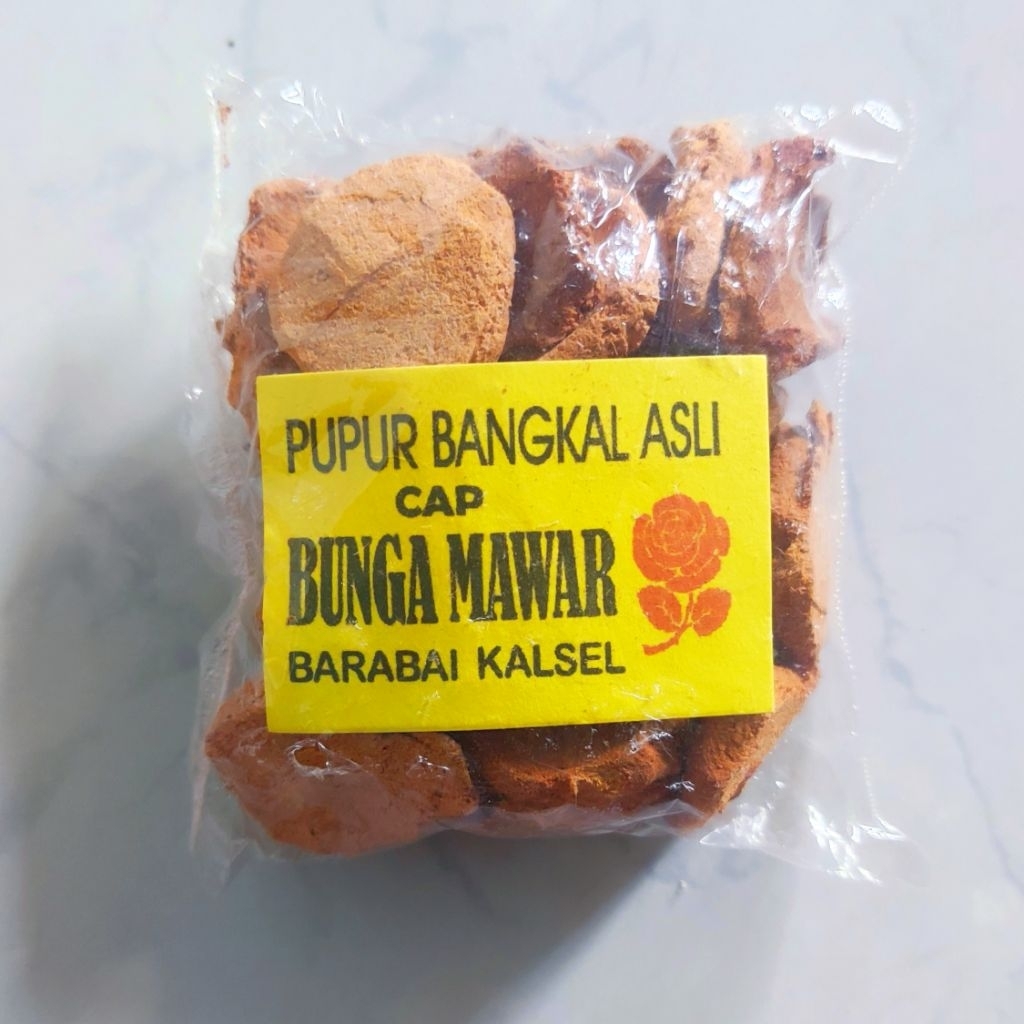 PUPUR BANGKAL ASLI
CAP
BUNGA MAWAR
BARABAI KALSEL